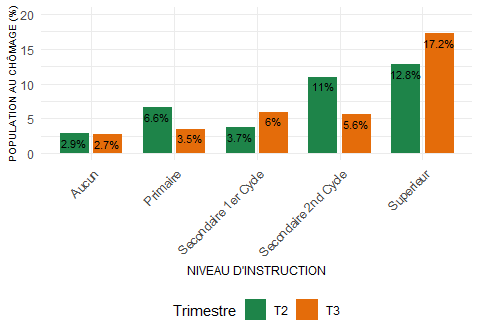 POPULATION AU CHÔMAGE (%)
20
15
10
5
0
2.9%
2.7%
6.6%
3.5%
3.7%
6%
11%
5.6%
12.8%
17.2%
Aucun
Primaire
Secondaire 1er Cycle
Secondaire 2nd Cycle
Superieur
NIVEAU D'INSTRUCTION
Trimestre T2 T3